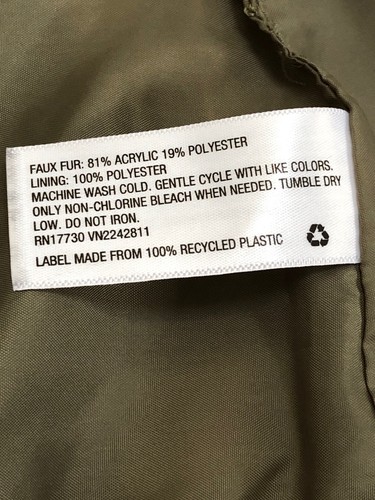 FAUX FUR: 81% ACRYLIC 19% POLYESTER
LINING: 100% POLYESTER
MACHINE WASH COLD. GENTLE CYCLE WITH LIKE COLORS.
ONLY NON-CHLORINE BLEACH WHEN NEEDED. TUMBLE DRY
LOW. DO NOT IRON.
RN17730 VN2242811
LABEL MADE FROM 100% RECYCLED PLASTIC